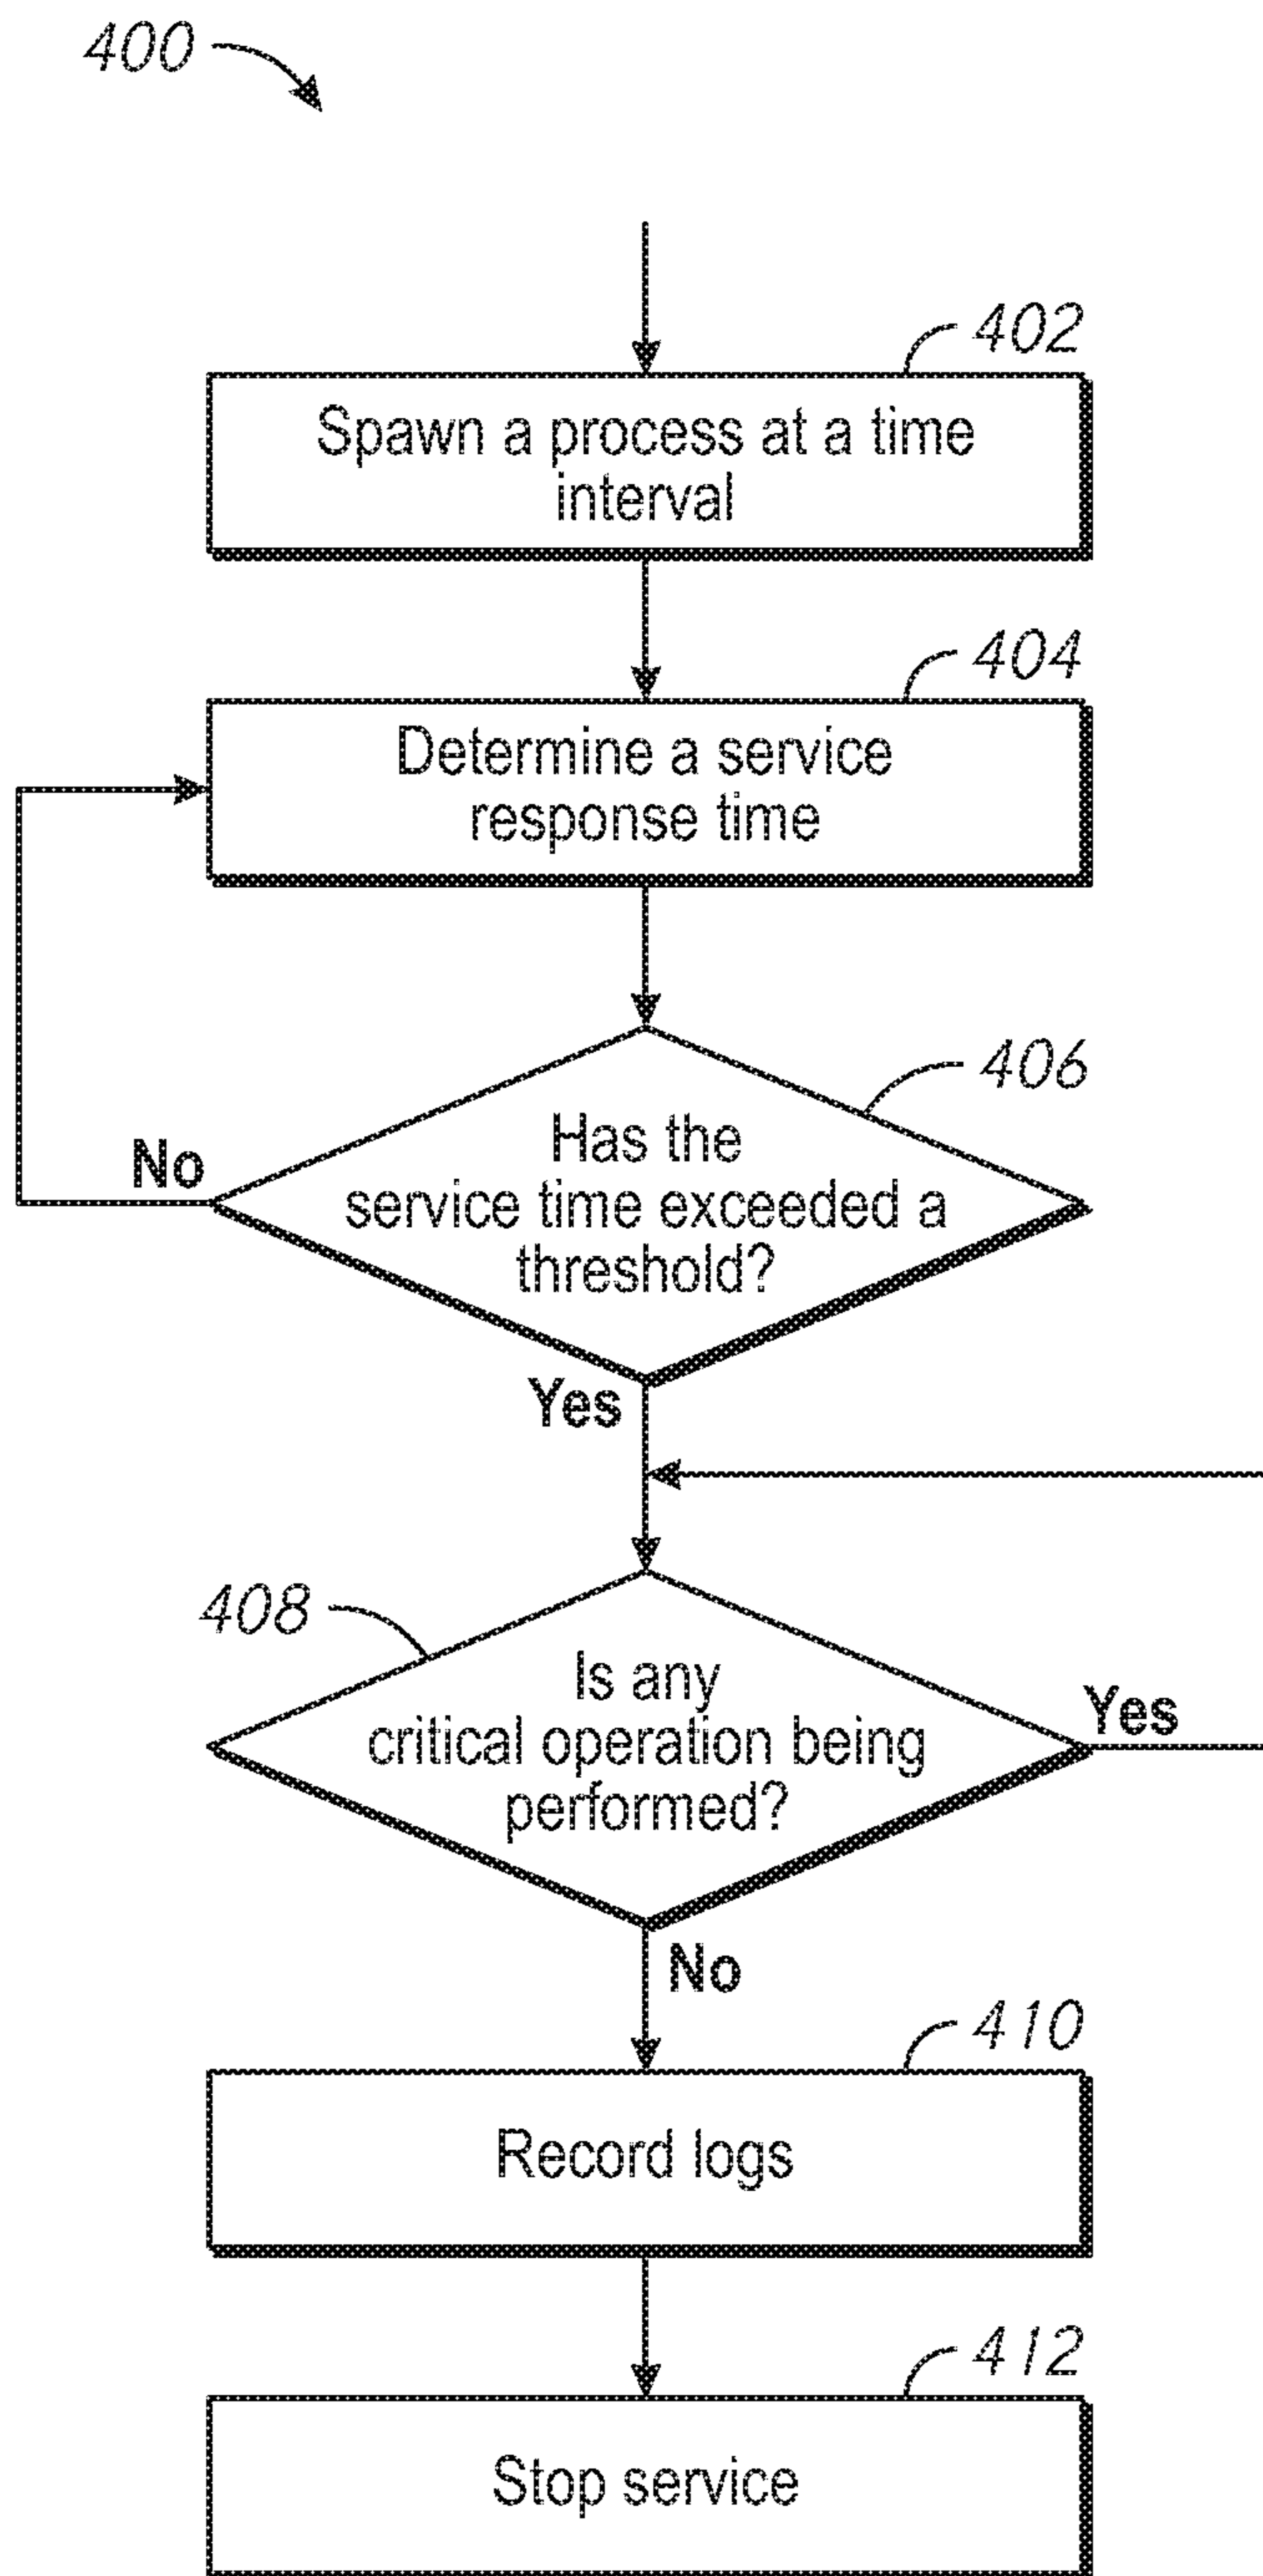 400
402
Spawn a process at a time
interval
404
Determine a service
response time
406
Has the
No
service time exceeded a
threshold?
Yes
408
Is any
Yes
critical operation being
performed?
No
410
Record logs
412
Stop service